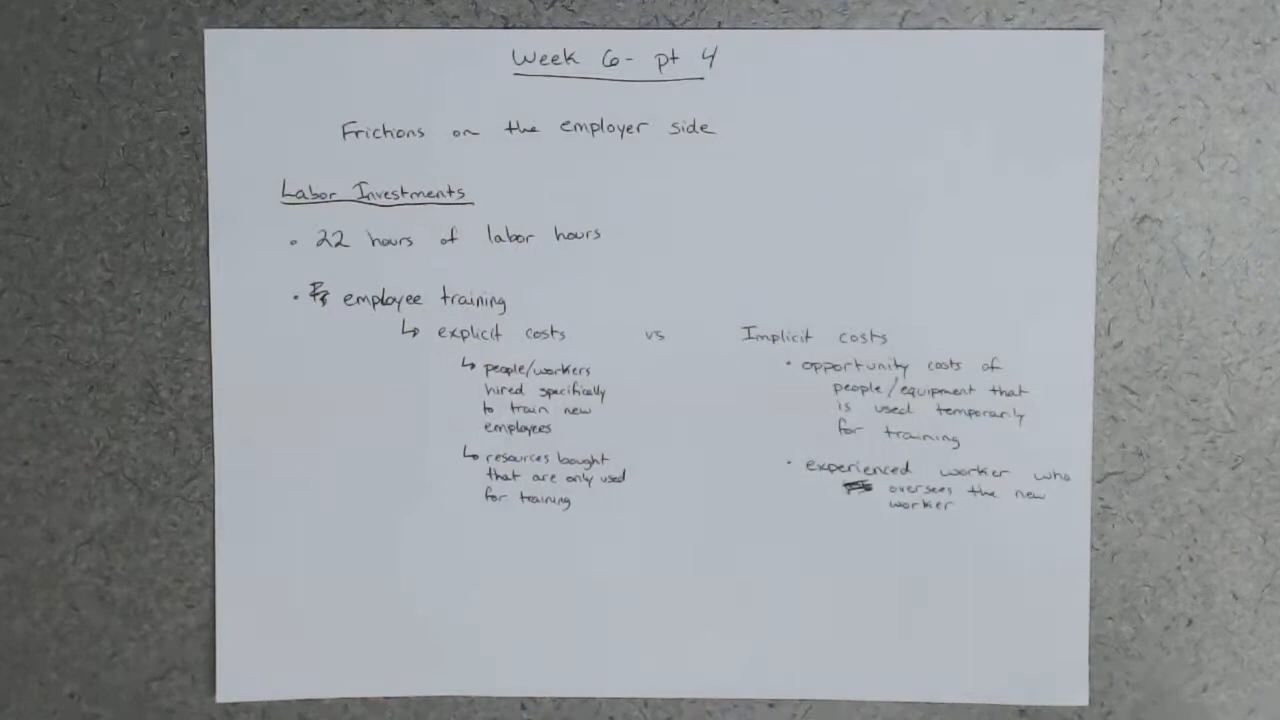 Week 6- pt 4
Frictions on the employer side
Labor Investments
• 22 hours of labor hours
• employee training
↳ explicit costs vs Implicit costs
↳ people/workers
hired specifically
to train new
employees
↳ resources bought
that are only used
for training
• opportunity costs of
people/equipment that
is used temporarily
for training
• experienced worker who
oversees the new
worker